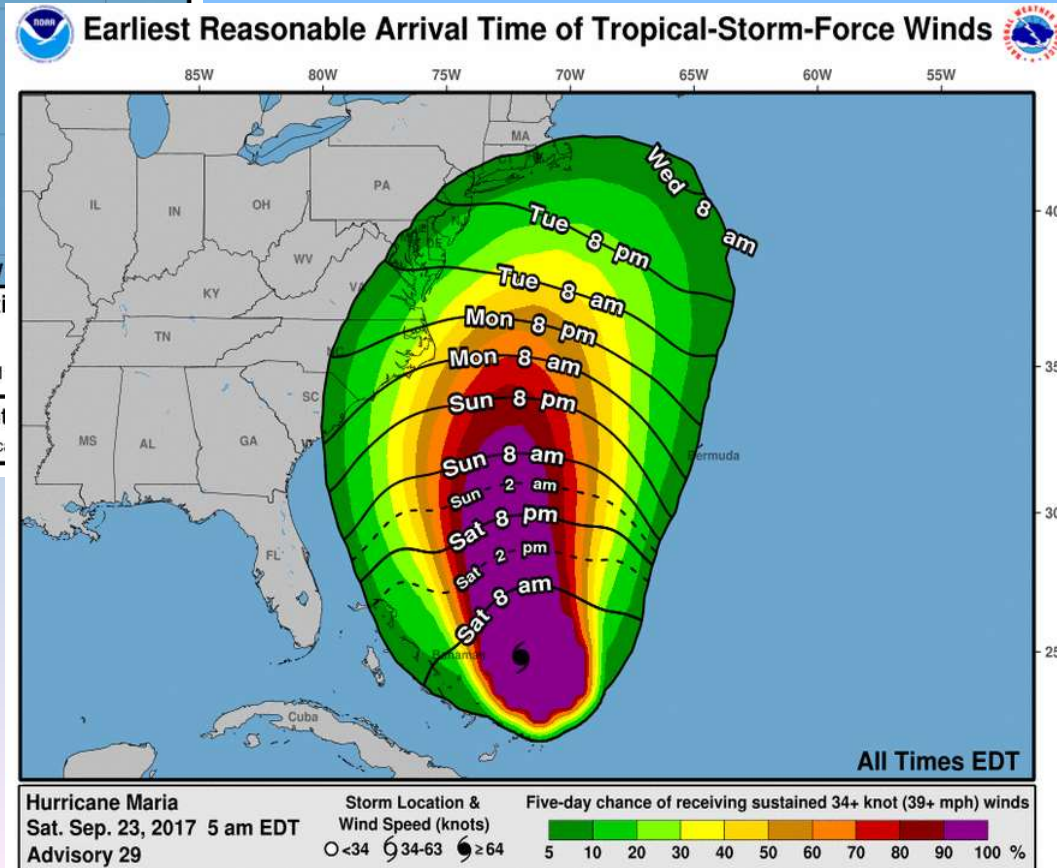 Earliest Reasonable Arrival Time of Tropical-Storm-Force Winds
NOAA
85W 80W 75W 70W 65W 60W 55W
MA
CT
PA
NJ
IL IN OH
DE
WV
VA
KY
TN
NC
SC
MS AL GA
FL
Bermuda
Bahamas
Cuba
40
35
30
25
Wed 8 am
Tue 8 pm
Tue 8 am
Mon 8 pm
Mon 8 am
Sun 8 pm
Sun 8 am
Sun 2 am
Sat 8 pm
Sat 2 pm
Sat 8 am
All Times EDT
Hurricane Maria
Sat. Sep. 23, 2017 5 am EDT
Advisory 29
Storm Location &
Wind Speed (knots)
<34 34-63 ≥64
Five-day chance of receiving sustained 34+ knot (39+ mph) winds
5 10 20 30 40 50 60 70 80 90 100 %